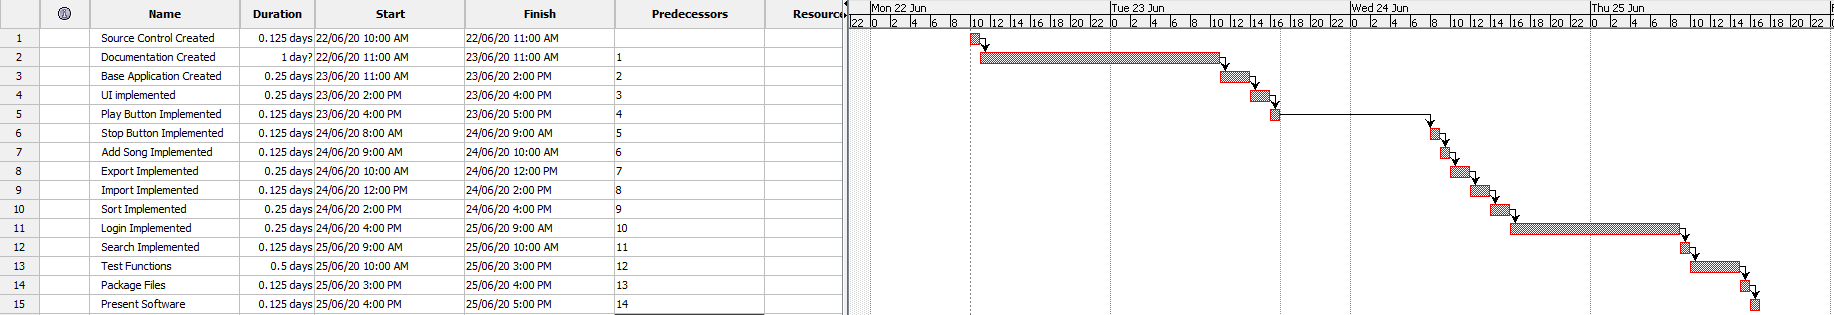 Name Duration Start Finish Predecessors Resource
Mon 22 Jun Tue 23 Jun Wed 24 Jun Thu 25 Jun
22 0 2 4 6 8 10 12 14 16 18 20 22 0 2 4 6 8 10 12 14 16 18 20 22 0 2 4 6 8 10 12 14 16 18 20 22 0 2 4 6 8 10 12 14 16 18 20 22 0
1 Source Control Created 0.125 days 22/06/20 10:00 AM 22/06/20 11:00 AM
2 Documentation Created 1 day? 22/06/20 11:00 AM 23/06/20 11:00 AM 1
3 Base Application Created 0.25 days 23/06/20 11:00 AM 23/06/20 2:00 PM 2
4 UI implemented 0.25 days 23/06/20 2:00 PM 23/06/20 4:00 PM 3
5 Play Button Implemented 0.125 days 23/06/20 4:00 PM 23/06/20 5:00 PM 4
6 Stop Button Implemented 0.125 days 24/06/20 8:00 AM 24/06/20 9:00 AM 5
7 Add Song Implemented 0.125 days 24/06/20 9:00 AM 24/06/20 10:00 AM 6
8 Export Implemented 0.25 days 24/06/20 10:00 AM 24/06/20 12:00 PM 7
9 Import Implemented 0.125 days 24/06/20 12:00 PM 24/06/20 2:00 PM 8
10 Sort Implemented 0.25 days 24/06/20 2:00 PM 24/06/20 4:00 PM 9
11 Login Implemented 0.25 days 24/06/20 4:00 PM 25/06/20 9:00 AM 10
12 Search Implemented 0.125 days 25/06/20 9:00 AM 25/06/20 10:00 AM 11
13 Test Functions 0.5 days 25/06/20 10:00 AM 25/06/20 3:00 PM 12
14 Package Files 0.125 days 25/06/20 3:00 PM 25/06/20 4:00 PM 13
15 Present Software 0.125 days 25/06/20 4:00 PM 25/06/20 5:00 PM 14